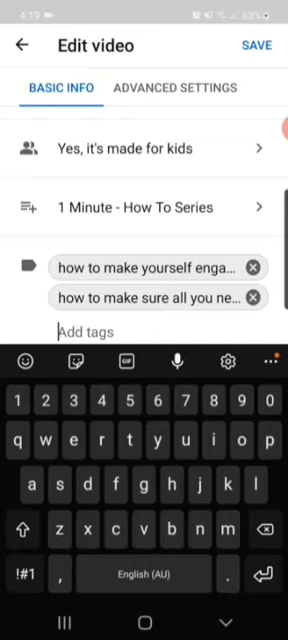 4:19
63%
Edit video
SAVE
BASIC INFO
ADVANCED SETTINGS
Yes, it's made for kids
1 Minute - How To Series
how to make yourself enga...
how to make sure all you ne...
Add tags
GIF
1 2 3 4 5 6 7 8 9 0
q w e r t y u i o p
a s d f g h j k l
z x c v b n m
!#1 , English (AU) .